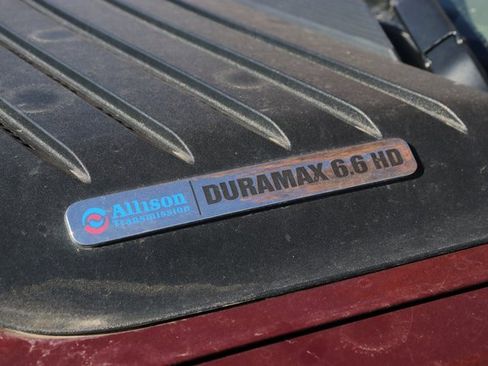 Allison
Transmission
DURAMAX 6.6 HD